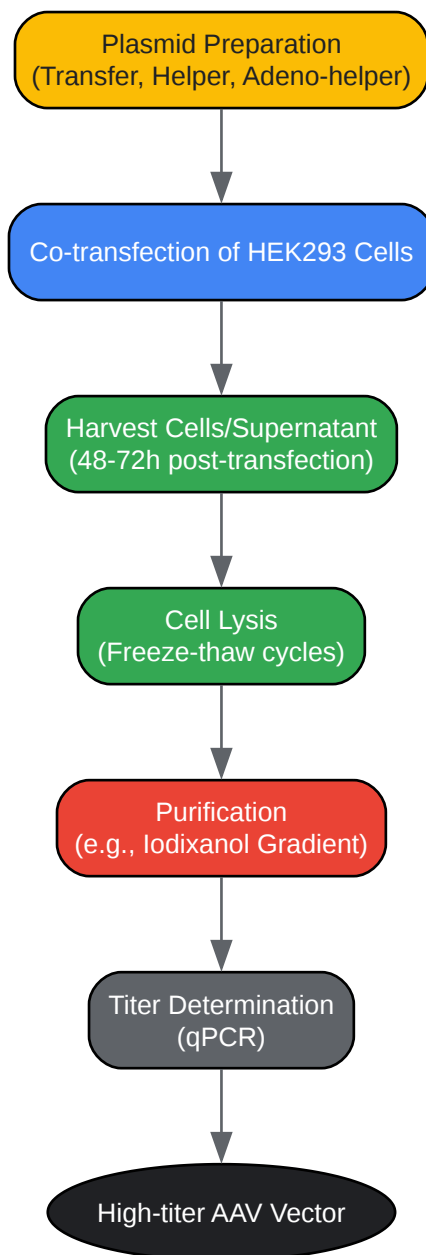 Plasmid Preparation
(Transfer, Helper, Adeno-helper)
Co-transfection of HEK293 Cells
Harvest Cells/Supernatant
(48-72h post-transfection)
Cell Lysis
(Freeze-thaw cycles)
Purification
(e.g., Iodixanol Gradient)
Titer Determination
(qPCR)
High-titer AAV Vector